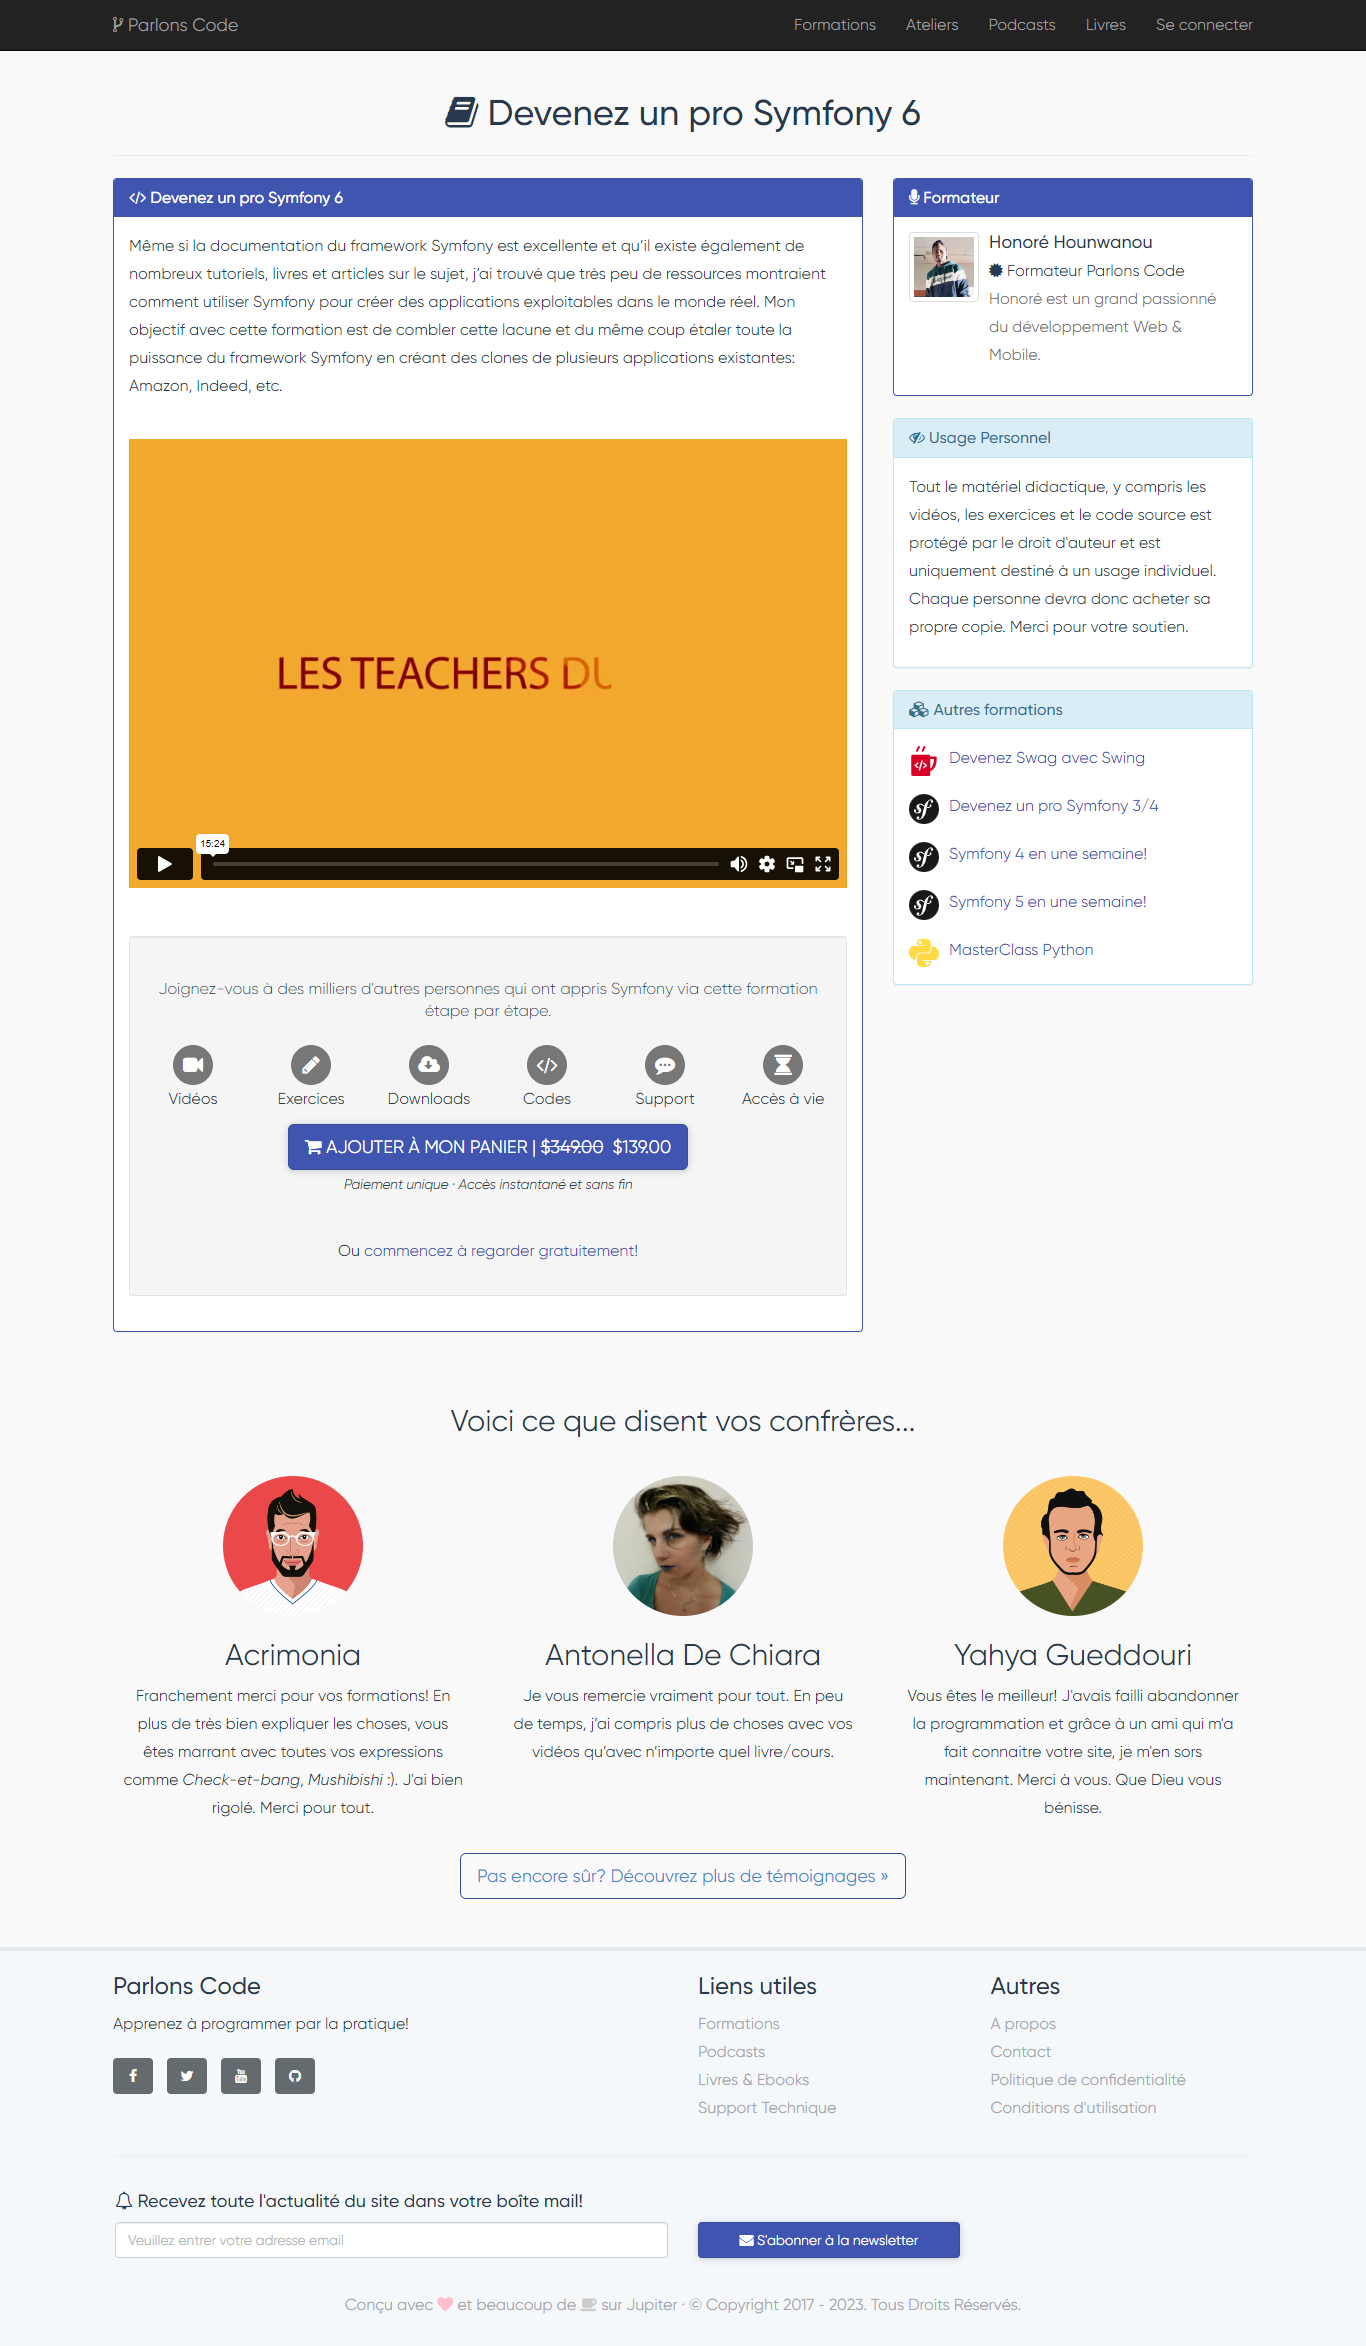 Parlons Code
Formations Ateliers Podcasts Livres Se connecter
Devenez un pro Symfony 6
Devenez un pro Symfony 6
Même si la documentation du framework Symfony est excellente et qu’il existe également de
nombreux tutoriels, livres et articles sur le sujet, j’ai trouvé que très peu de ressources montraient
comment utiliser Symfony pour créer des applications exploitables dans le monde réel. Mon
objectif avec cette formation est de combler cette lacune et du même coup étaler toute la
puissance du framework Symfony en créant des clones de plusieurs applications existantes:
Amazon, Indeed, etc.
LES TEACHERS DU
15:24
Joignez-vous à des milliers d'autres personnes qui ont appris Symfony via cette formation
étape par étape.
Vidéos Exercices Downloads Codes Support Accès à vie
AJOUTER À MON PANIER | $349.00 $139.00
Paiement unique · Accès instantané et sans fin
Ou commencez à regarder gratuitement!
Formateur
Honoré Hounwanou
Formateur Parlons Code
Honoré est un grand passionné
du développement Web &
Mobile.
Usage Personnel
Tout le matériel didactique, y compris les
vidéos, les exercices et le code source est
protégé par le droit d'auteur et est
uniquement destiné à un usage individuel.
Chaque personne devra donc acheter sa
propre copie. Merci pour votre soutien.
Autres formations
Devenez Swag avec Swing
Devenez un pro Symfony 3/4
Symfony 4 en une semaine!
Symfony 5 en une semaine!
MasterClass Python
Voici ce que disent vos confrères...
Acrimonia
Franchement merci pour vos formations! En
plus de très bien expliquer les choses, vous
êtes marrant avec toutes vos expressions
comme Check-et-bang, Mushibishi :). J'ai bien
rigolé. Merci pour tout.
Antonella De Chiara
Je vous remercie vraiment pour tout. En peu
de temps, j’ai compris plus de choses avec vos
vidéos qu’avec n’importe quel livre/cours.
Yahya Gueddouri
Vous êtes le meilleur! J'avais failli abandonner
la programmation et grâce à un ami qui m'a
fait connaitre votre site, je m'en sors
maintenant. Merci à vous. Que Dieu vous
bénisse.
Pas encore sûr? Découvrez plus de témoignages »
Parlons Code
Apprenez à programmer par la pratique!
Liens utiles
Formations
Podcasts
Livres & Ebooks
Support Technique
Autres
A propos
Contact
Politique de confidentialité
Conditions d'utilisation
Recevez toute l'actualité du site dans votre boîte mail!
Veuillez entrer votre adresse email
S'abonner à la newsletter
Conçu avec et beaucoup de sur Jupiter · © Copyright 2017 - 2023. Tous Droits Réservés.